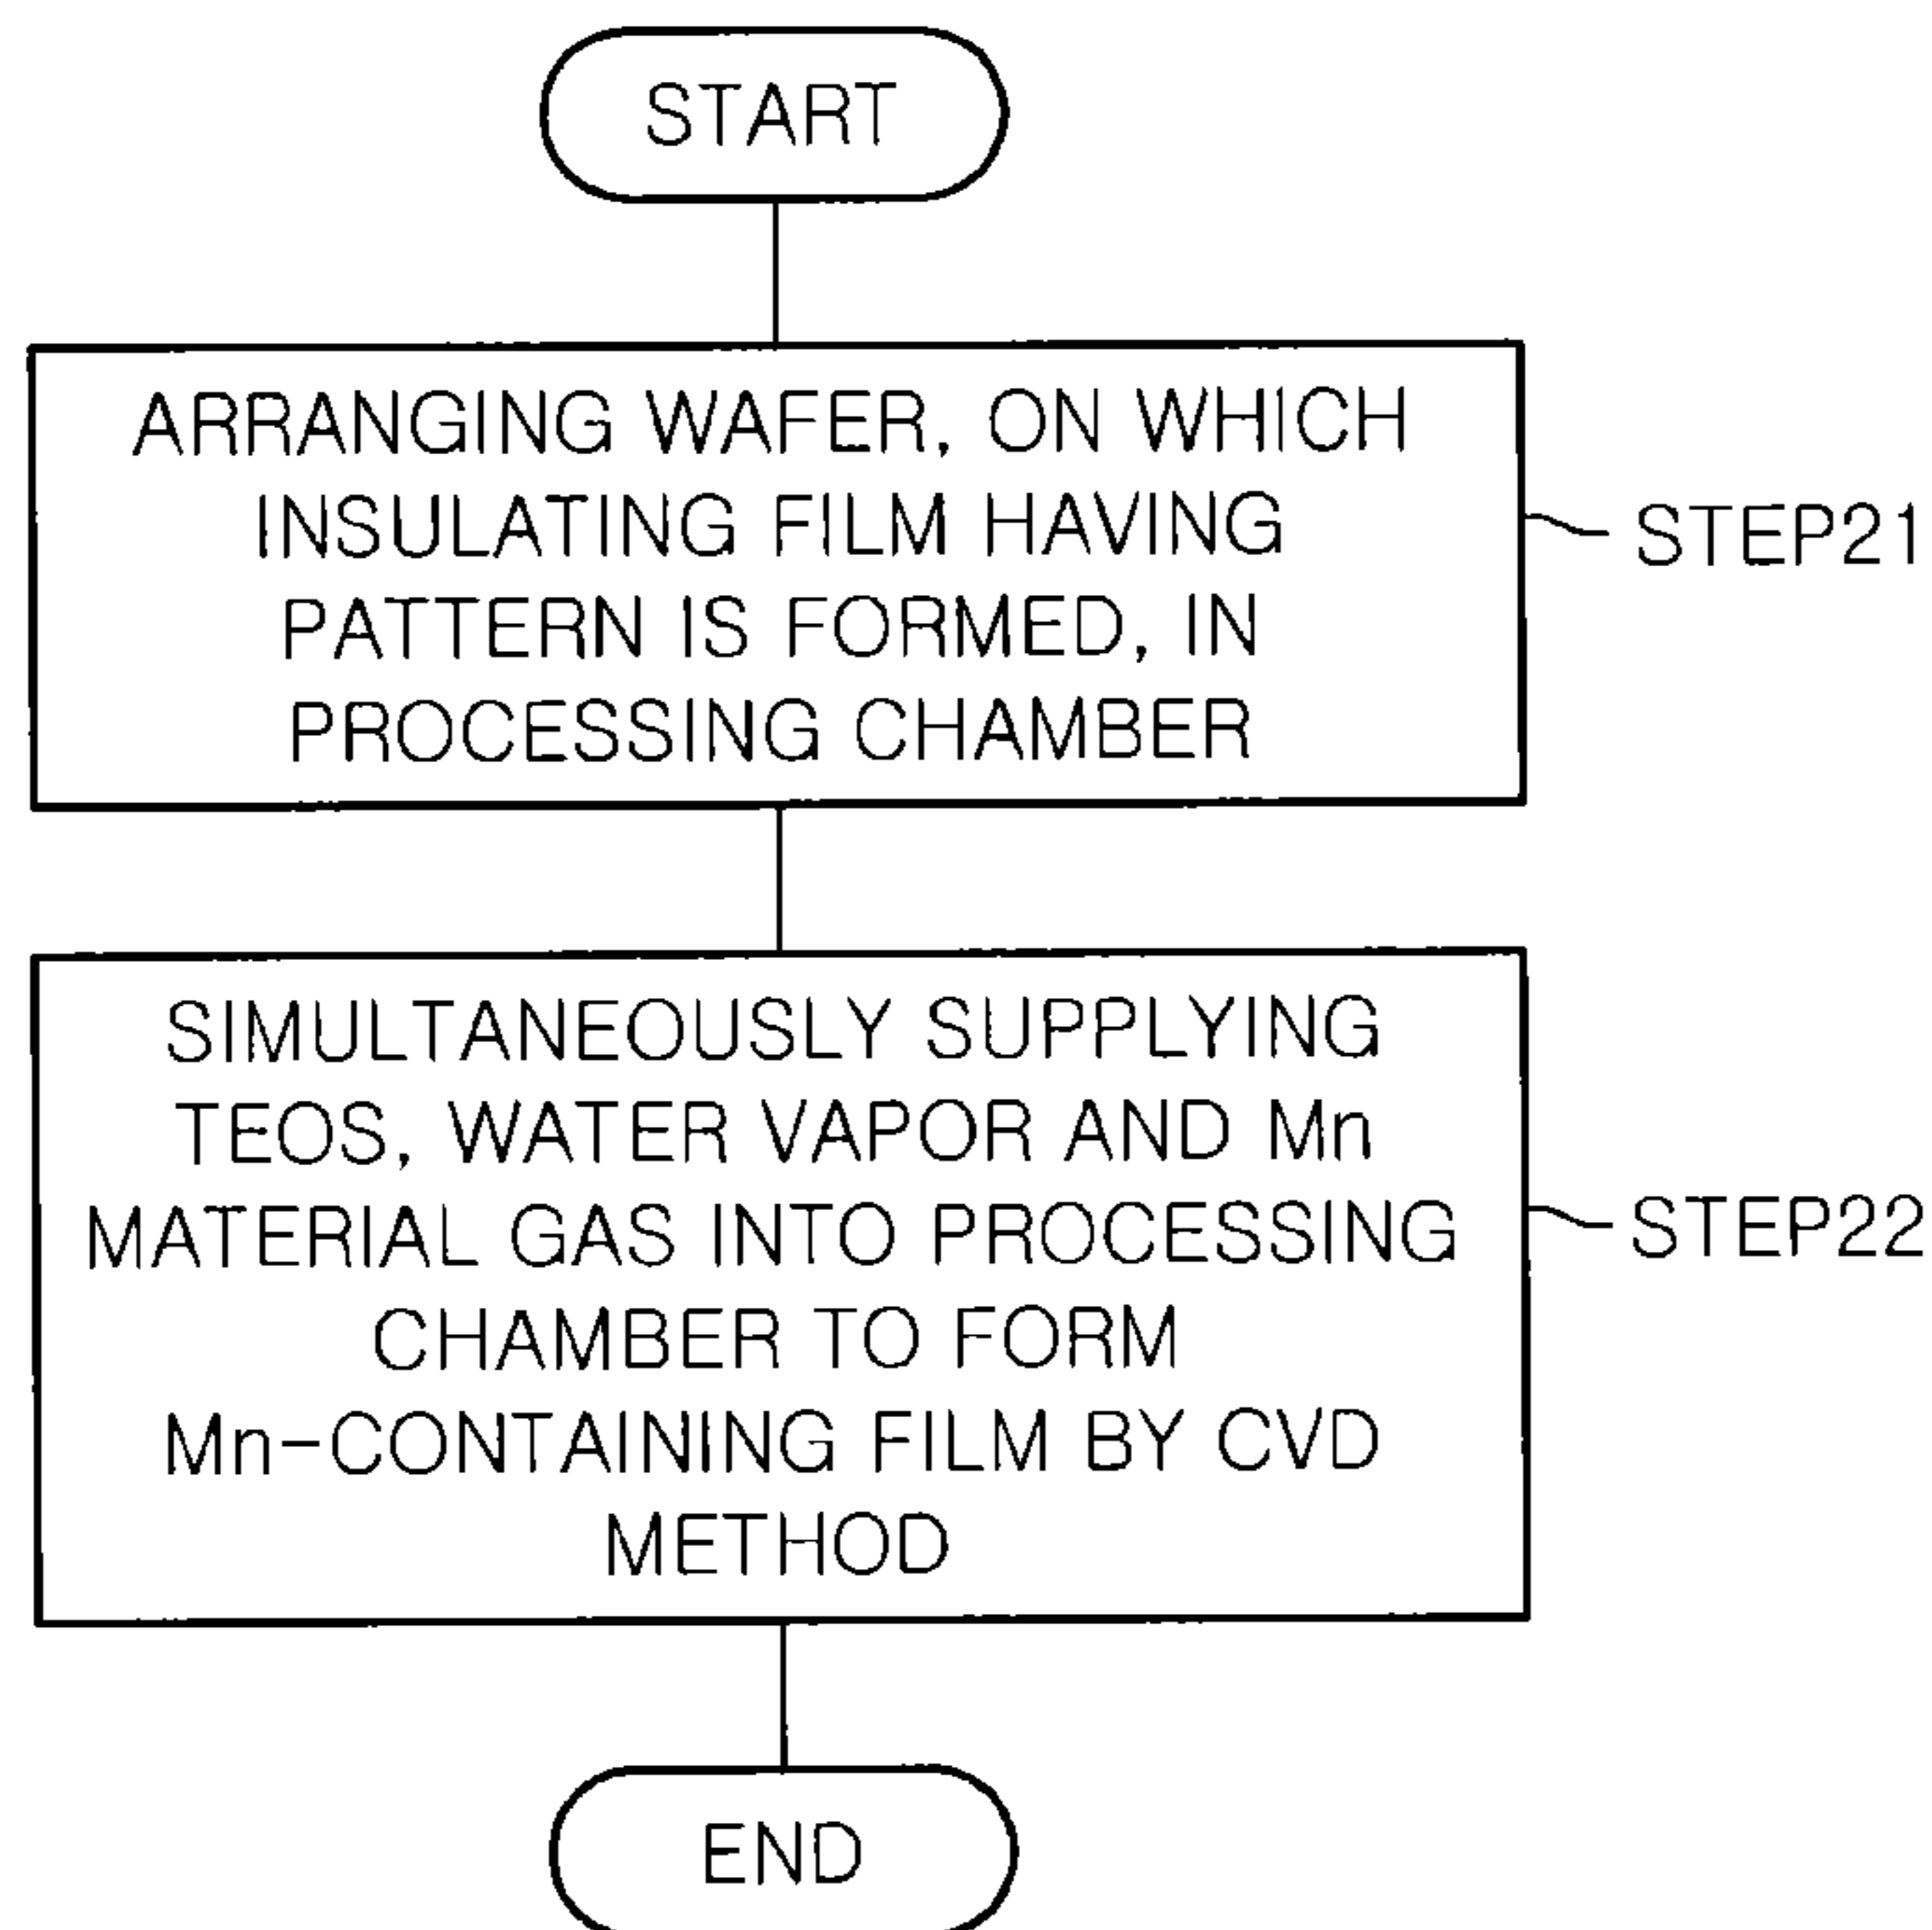 START
ARRANGING WAFER, ON WHICH
INSULATING FILM HAVING
PATTERN IS FORMED, IN
PROCESSING CHAMBER
STEP21
SIMULTANEOUSLY SUPPLYING
TEOS, WATER VAPOR AND Mn
MATERIAL GAS INTO PROCESSING
CHAMBER TO FORM
Mn-CONTAINING FILM BY CVD
METHOD
STEP22
END